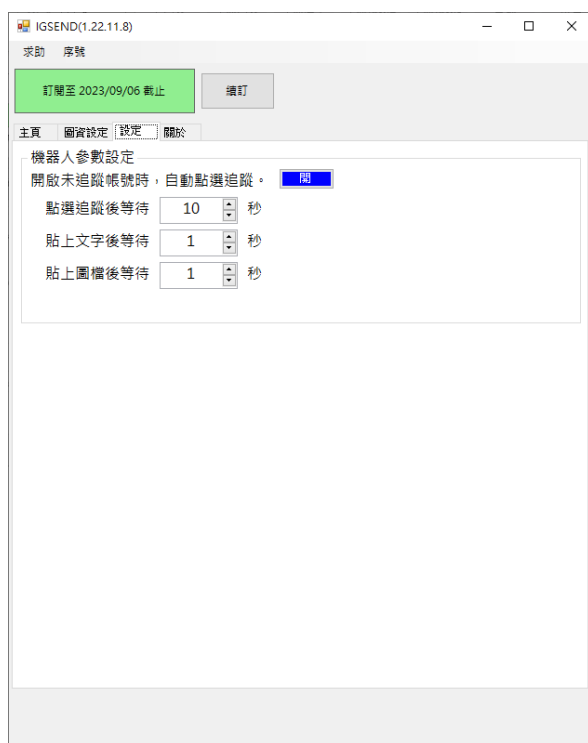 IGSEND(1.22.11.8)
求助 序號
訂閱至 2023/09/06 截止 續訂
主頁 圖資設定 設定 關於
機器人參數設定
開啟未追蹤帳號時，自動點選追蹤。 開
點選追蹤後等待 10 秒
貼上文字後等待 1 秒
貼上圖檔後等待 1 秒